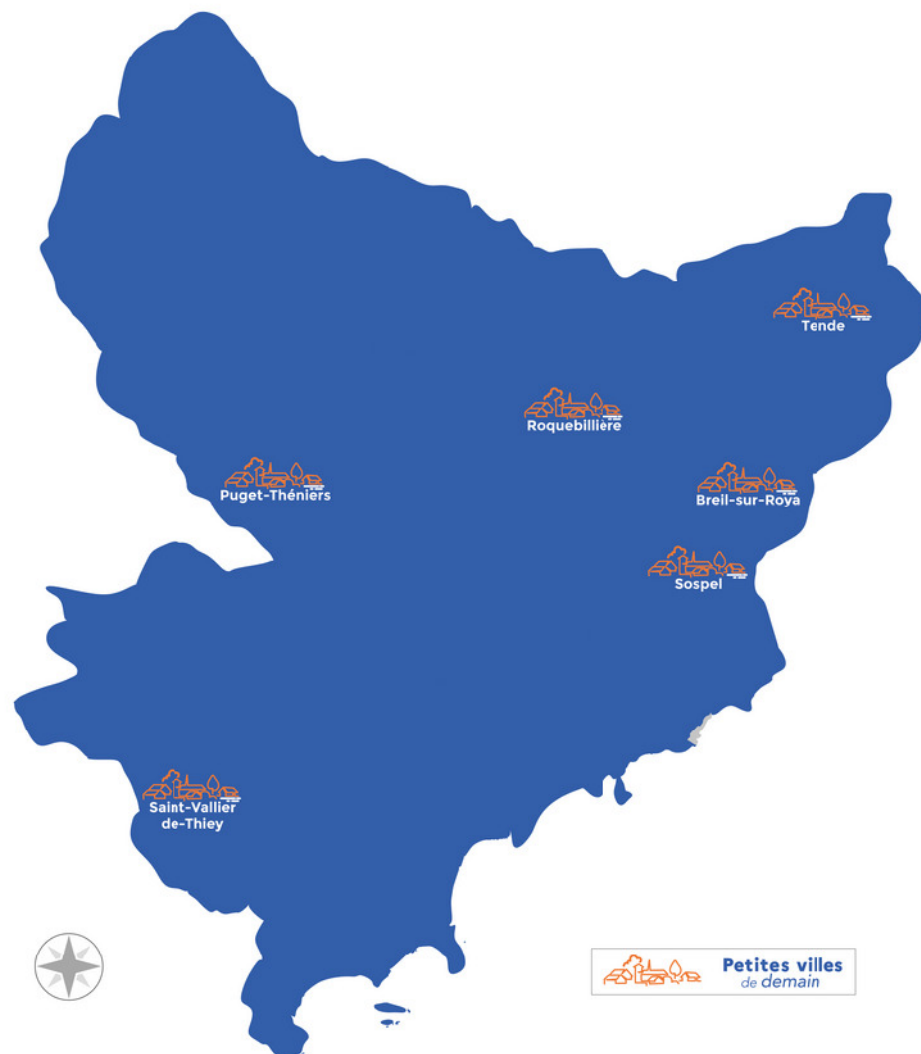 Tende
Roquebillière
Puget-Théniers
Breil-sur-Roya
Sospel
Saint-Vallier
de-Thiey
Petites villes
de demain